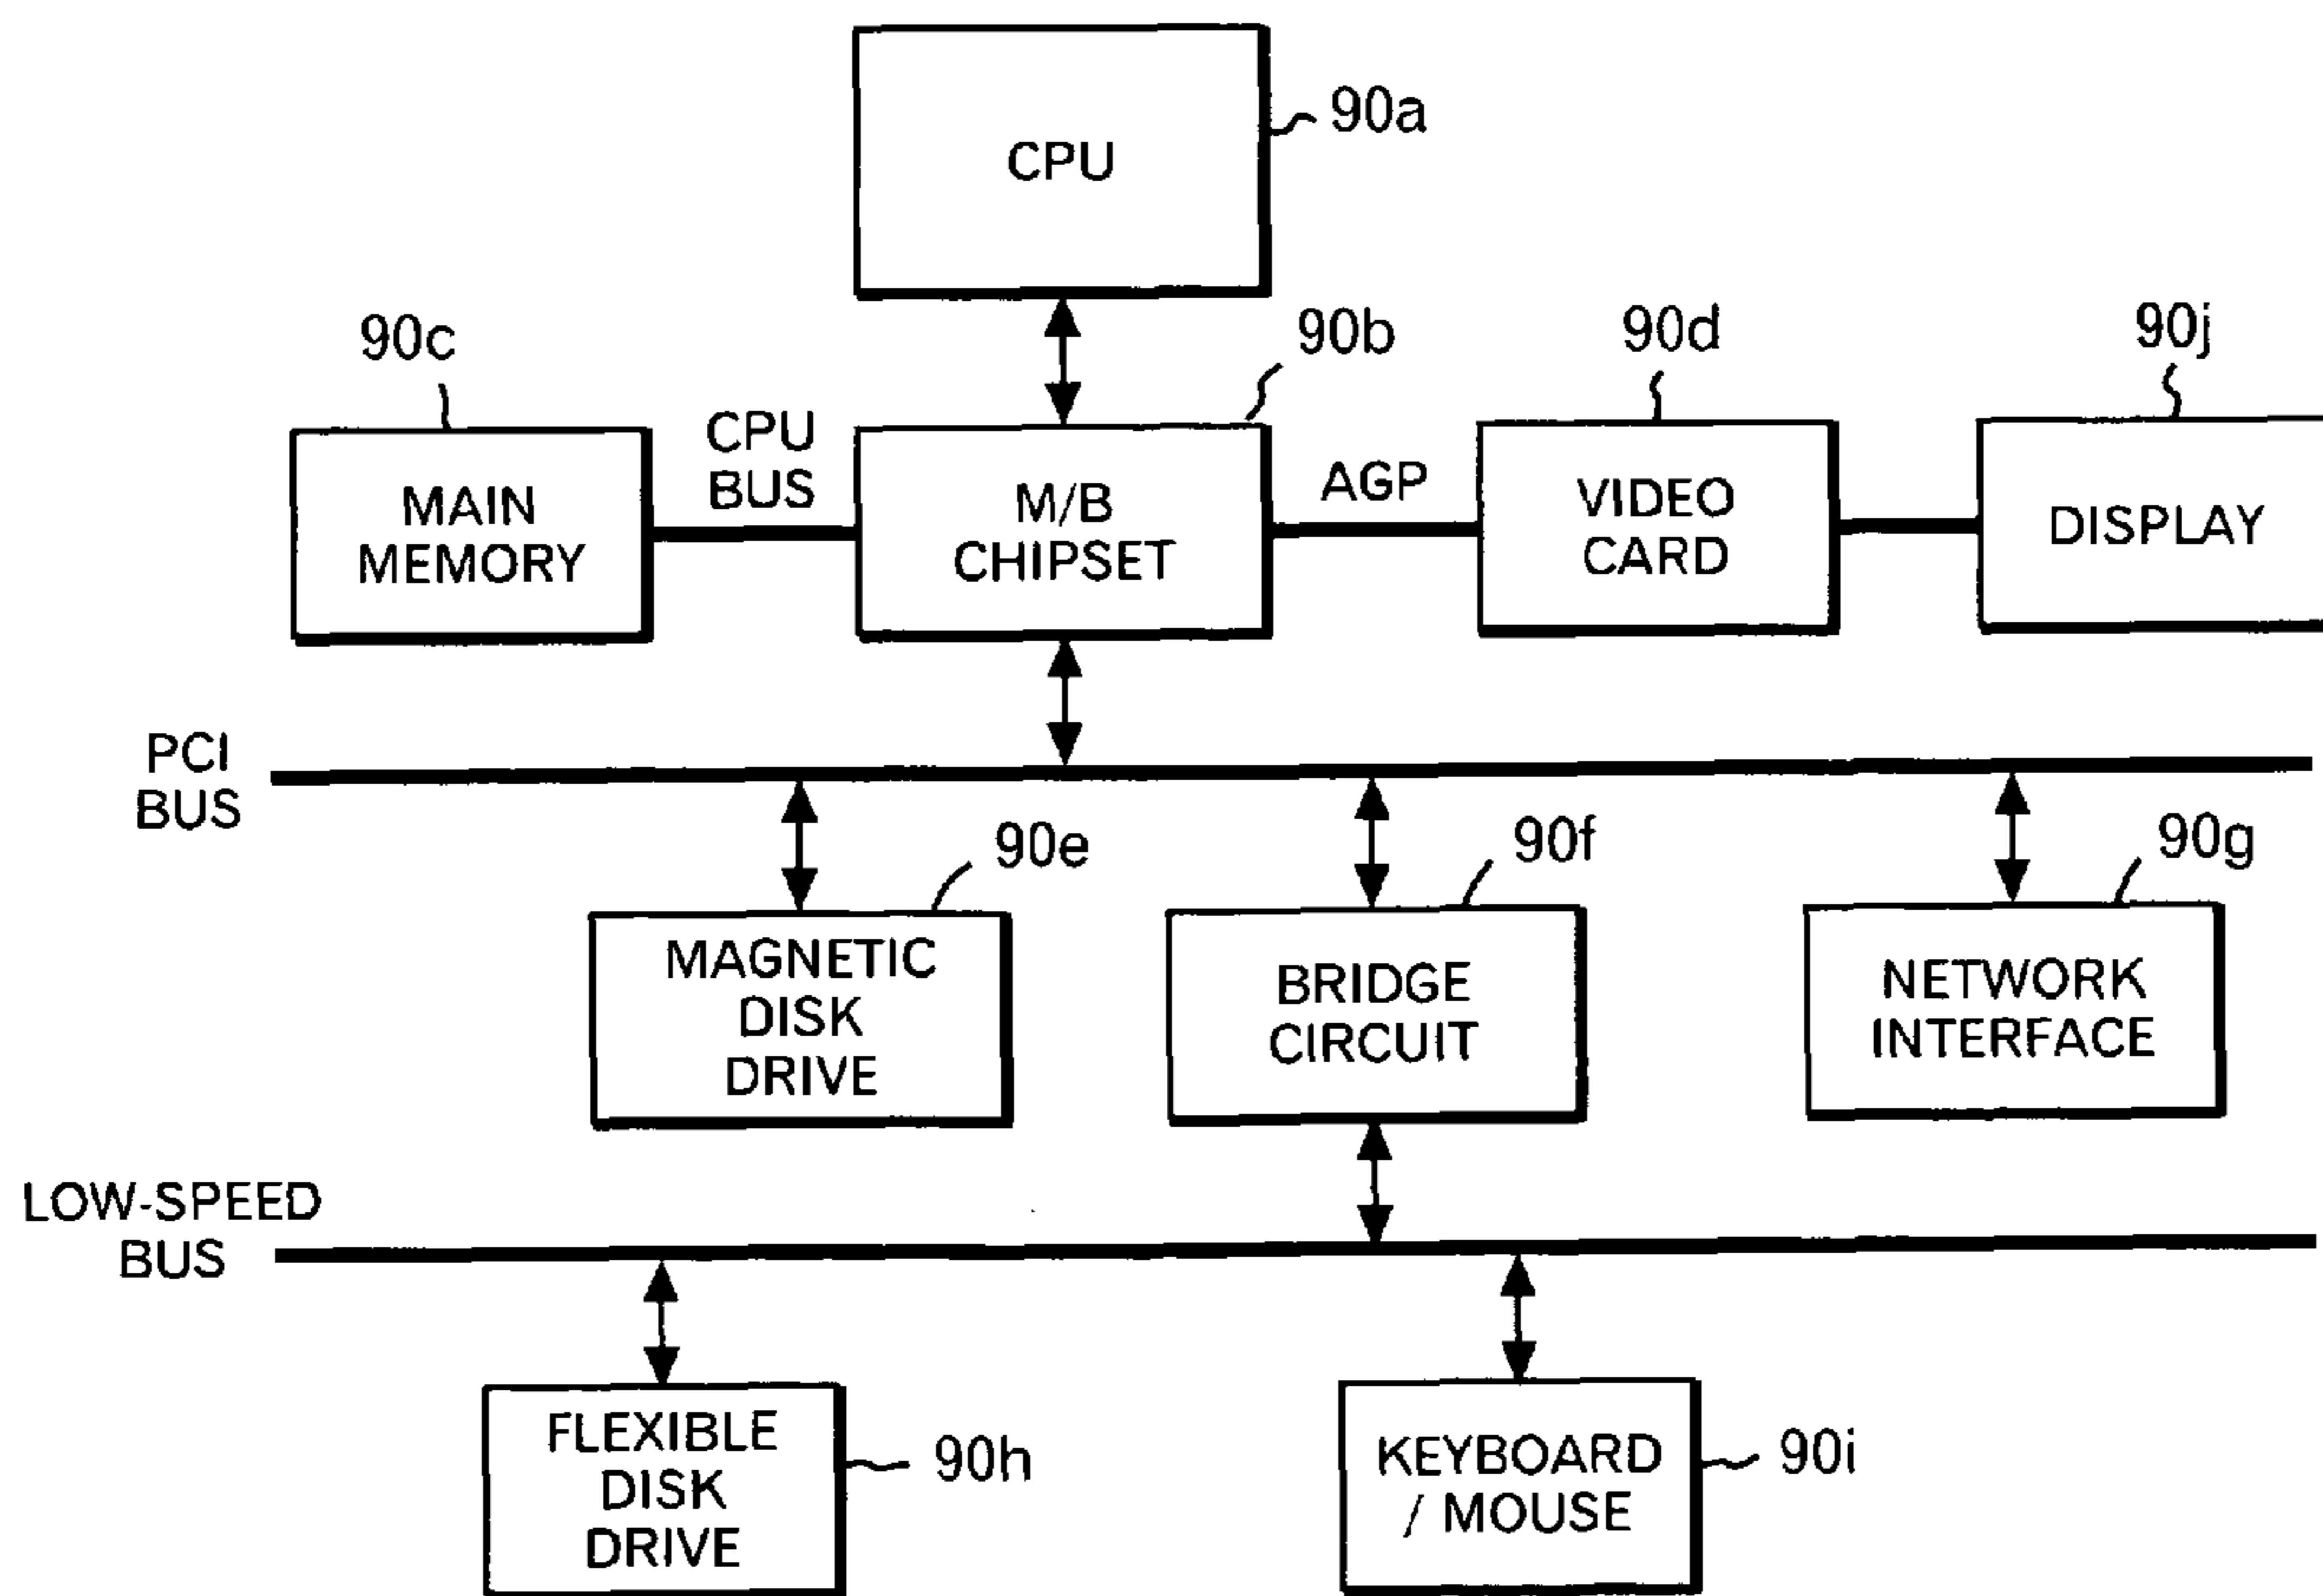 CPU
90a
90c
90b
90d
90j
CPU
BUS
MAIN
MEMORY
M/B
CHIPSET
AGP
VIDEO
CARD
DISPLAY
PCI
BUS
90e
90f
90g
MAGNETIC
DISK
DRIVE
BRIDGE
CIRCUIT
NETWORK
INTERFACE
LOW-SPEED
BUS
FLEXIBLE
DISK
DRIVE
90h
KEYBOARD
/ MOUSE
90i